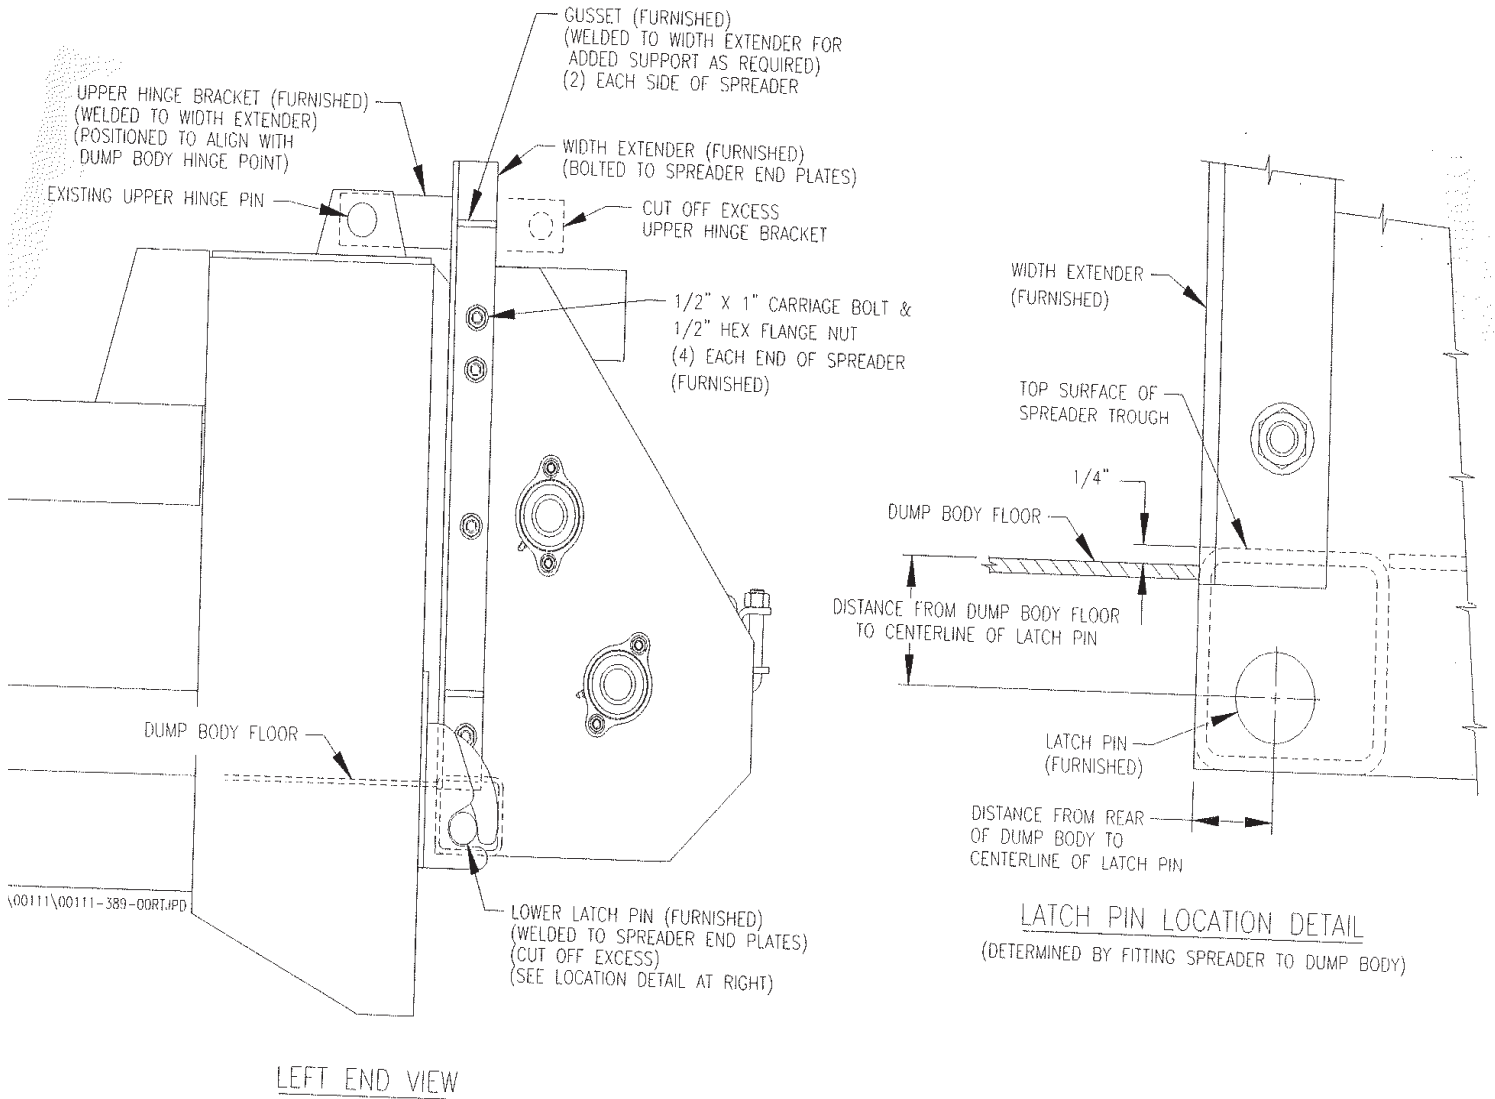 GUSSET (FURNISHED)
(WELDED TO WIDTH EXTENDER FOR
ADDED SUPPORT AS REQUIRED)
(2) EACH SIDE OF SPREADER
UPPER HINGE BRACKET (FURNISHED)
(WELDED TO WIDTH EXTENDER)
(POSITIONED TO ALIGN WITH
DUMP BODY HINGE POINT)
EXISTING UPPER HINGE PIN
WIDTH EXTENDER (FURNISHED)
(BOLTED TO SPREADER END PLATES)
CUT OFF EXCESS
UPPER HINGE BRACKET
1/2" X 1" CARRIAGE BOLT &
1/2" HEX FLANGE NUT
(4) EACH END OF SPREADER
(FURNISHED)
DUMP BODY FLOOR
\00111\00111-389-00RT.JPD
LOWER LATCH PIN (FURNISHED)
(WELDED TO SPREADER END PLATES)
(CUT OFF EXCESS)
(SEE LOCATION DETAIL AT RIGHT)
LEFT END VIEW
WIDTH EXTENDER
(FURNISHED)
TOP SURFACE OF
SPREADER TROUGH
1/4"
DUMP BODY FLOOR
DISTANCE FROM DUMP BODY FLOOR
TO CENTERLINE OF LATCH PIN
LATCH PIN
(FURNISHED)
DISTANCE FROM REAR
OF DUMP BODY TO
CENTERLINE OF LATCH PIN
LATCH PIN LOCATION DETAIL
(DETERMINED BY FITTING SPREADER TO DUMP BODY)